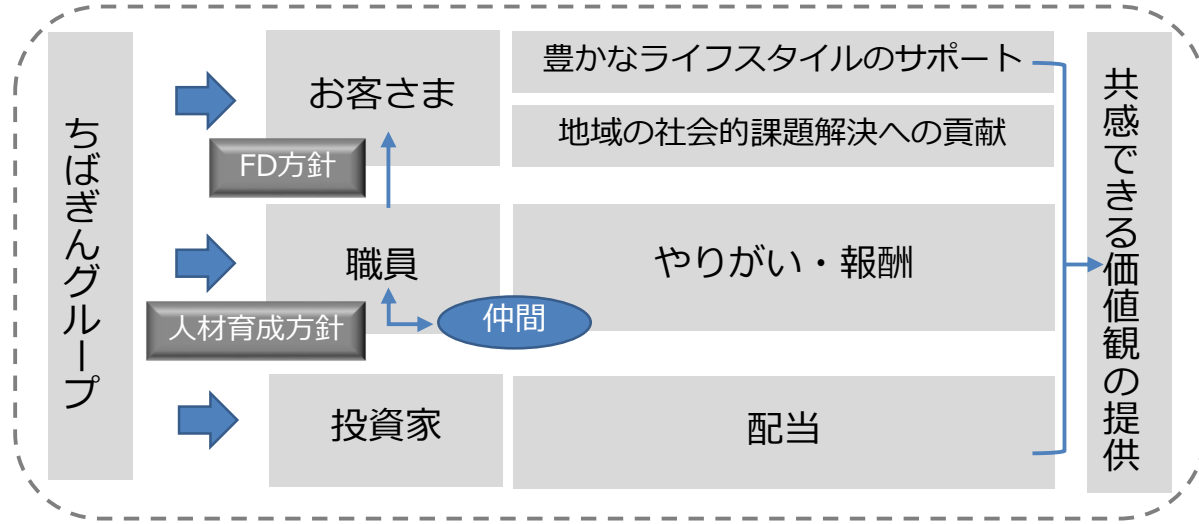 ちばぎんグループ
お客さま
豊かなライフスタイルのサポート
地域の社会的課題解決への貢献
FD方針
職員
やりがい・報酬
仲間
人材育成方針
投資家
配当
共感できる価値観の提供